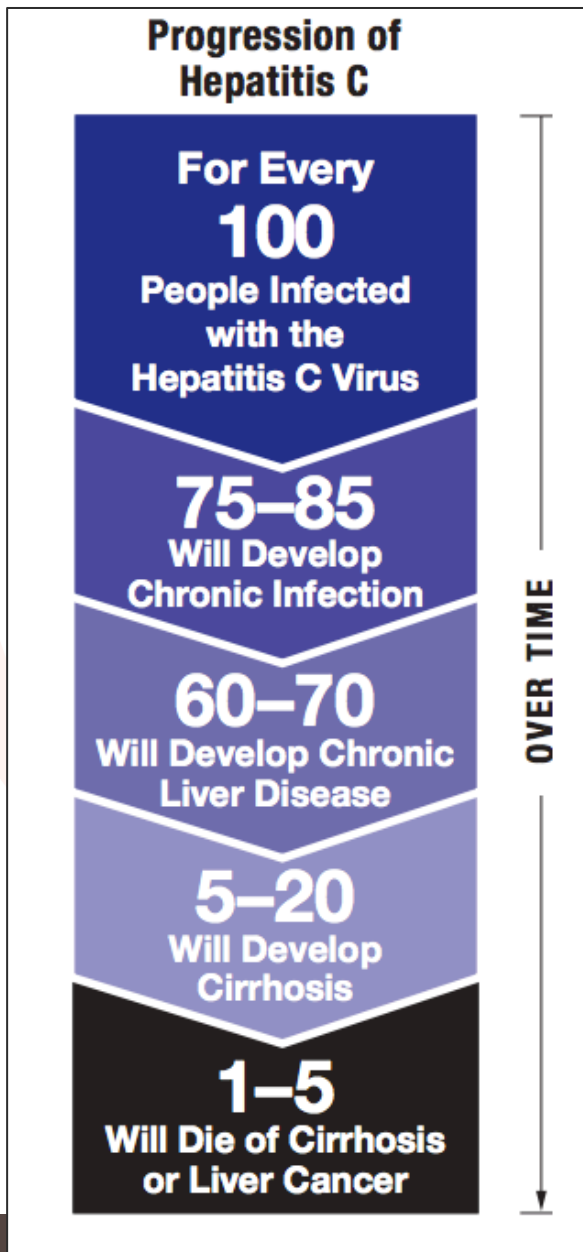 Progression of
Hepatitis C
For Every
100
People Infected
with the
Hepatitis C Virus
75–85
Will Develop
Chronic Infection
60–70
Will Develop Chronic
Liver Disease
5–20
Will Develop
Cirrhosis
1–5
Will Die of Cirrhosis
or Liver Cancer
OVER TIME